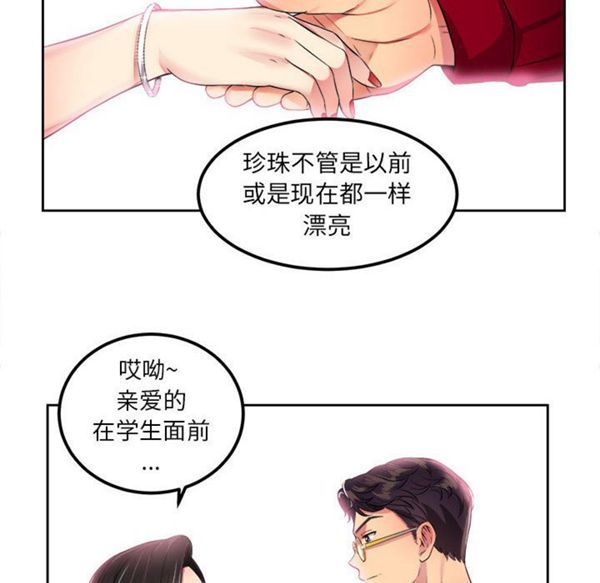 珍珠不管是以前
或是现在都一样
漂亮
哎呦~
亲爱的
在学生面前
...